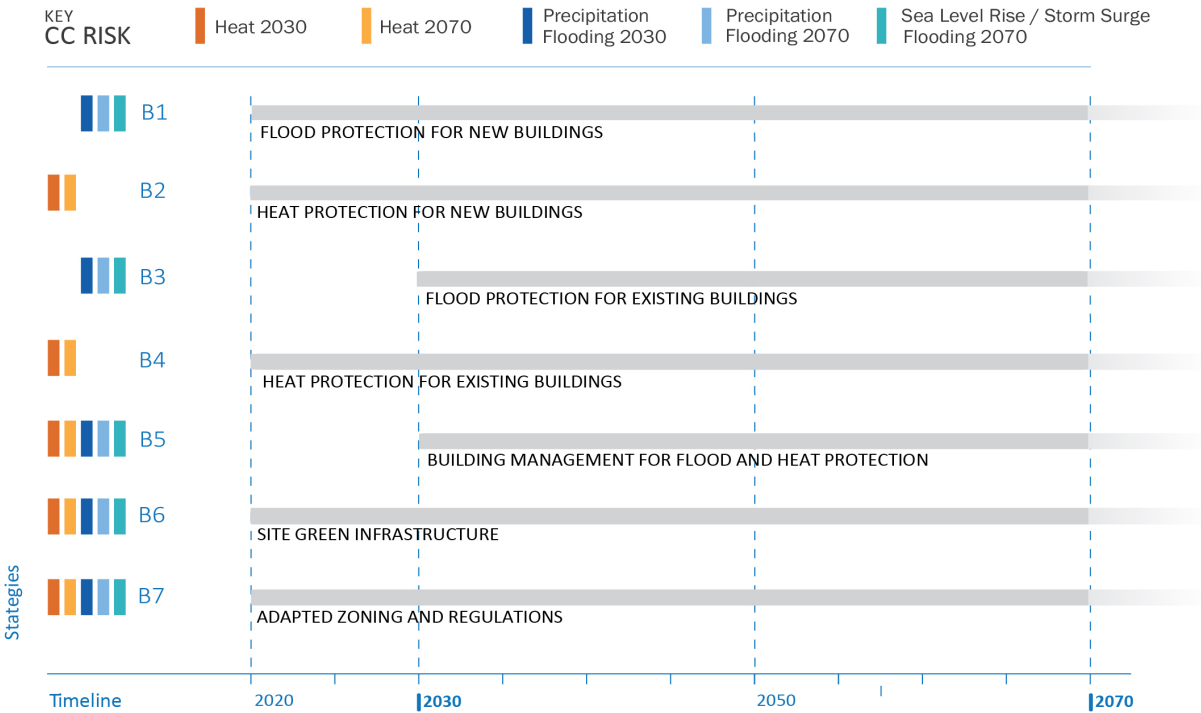 KEY
CC RISK
Heat 2030
Heat 2070
Precipitation
Flooding 2030
Precipitation
Flooding 2070
Sea Level Rise / Storm Surge
Flooding 2070
B1
FLOOD PROTECTION FOR NEW BUILDINGS
B2
HEAT PROTECTION FOR NEW BUILDINGS
B3
FLOOD PROTECTION FOR EXISTING BUILDINGS
B4
HEAT PROTECTION FOR EXISTING BUILDINGS
B5
BUILDING MANAGEMENT FOR FLOOD AND HEAT PROTECTION
B6
SITE GREEN INFRASTRUCTURE
B7
ADAPTED ZONING AND REGULATIONS
Stategies
Timeline
2020
2030
2050
2070